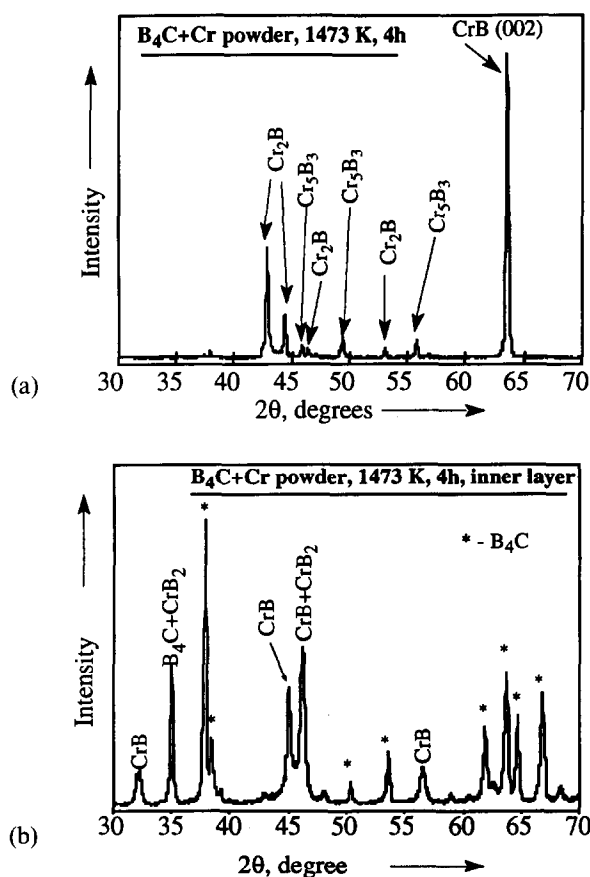 B₄C+Cr powder, 1473 K, 4h
CrB (002)
Cr₂B
Cr₅B₃
Cr₂B
Cr₅B₃
Cr₂B
Cr₅B₃
Intensity
(a)
30 35 40 45 50 55 60 65 70
2θ, degrees
B₄C+Cr powder, 1473 K, 4h, inner layer
* - B₄C
CrB
B₄C+CrB₂
*
*
CrB
CrB+CrB₂
*
*
CrB
*
*
*
*
Intensity
(b)
30 35 40 45 50 55 60 65 70
2θ, degree